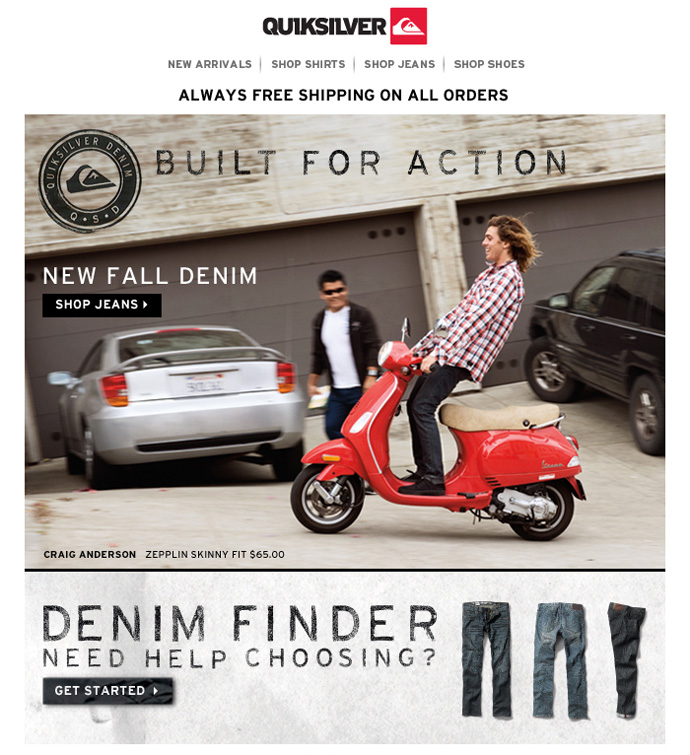 QUIKSILVER
NEW ARRIVALS SHOP SHIRTS SHOP JEANS SHOP SHOES
ALWAYS FREE SHIPPING ON ALL ORDERS
QUIKSILVER DENIM
Q • S • D
BUILT FOR ACTION
NEW FALL DENIM
SHOP JEANS
Vespa
CRAIG ANDERSON ZEPPLIN SKINNY FIT $65.00
DENIM FINDER
NEED HELP CHOOSING?
GET STARTED